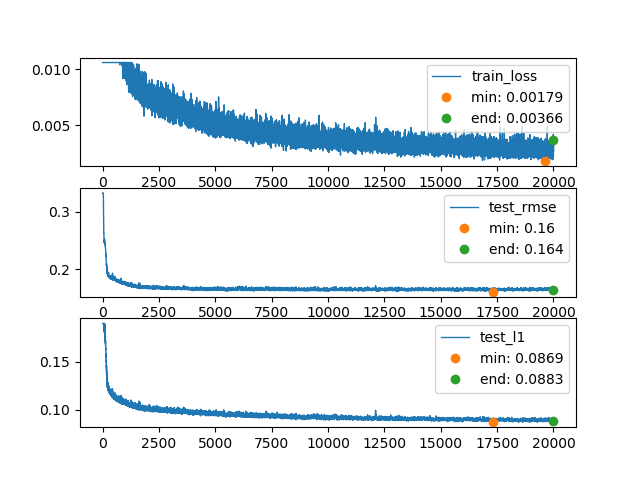 0.010
0.005
train_loss
min: 0.00179
end: 0.00366
0 2500 5000 7500 10000 12500 15000 17500 20000
0.3
0.2
test_rmse
min: 0.16
end: 0.164
0 2500 5000 7500 10000 12500 15000 17500 20000
0.15
0.10
test_l1
min: 0.0869
end: 0.0883
0 2500 5000 7500 10000 12500 15000 17500 20000